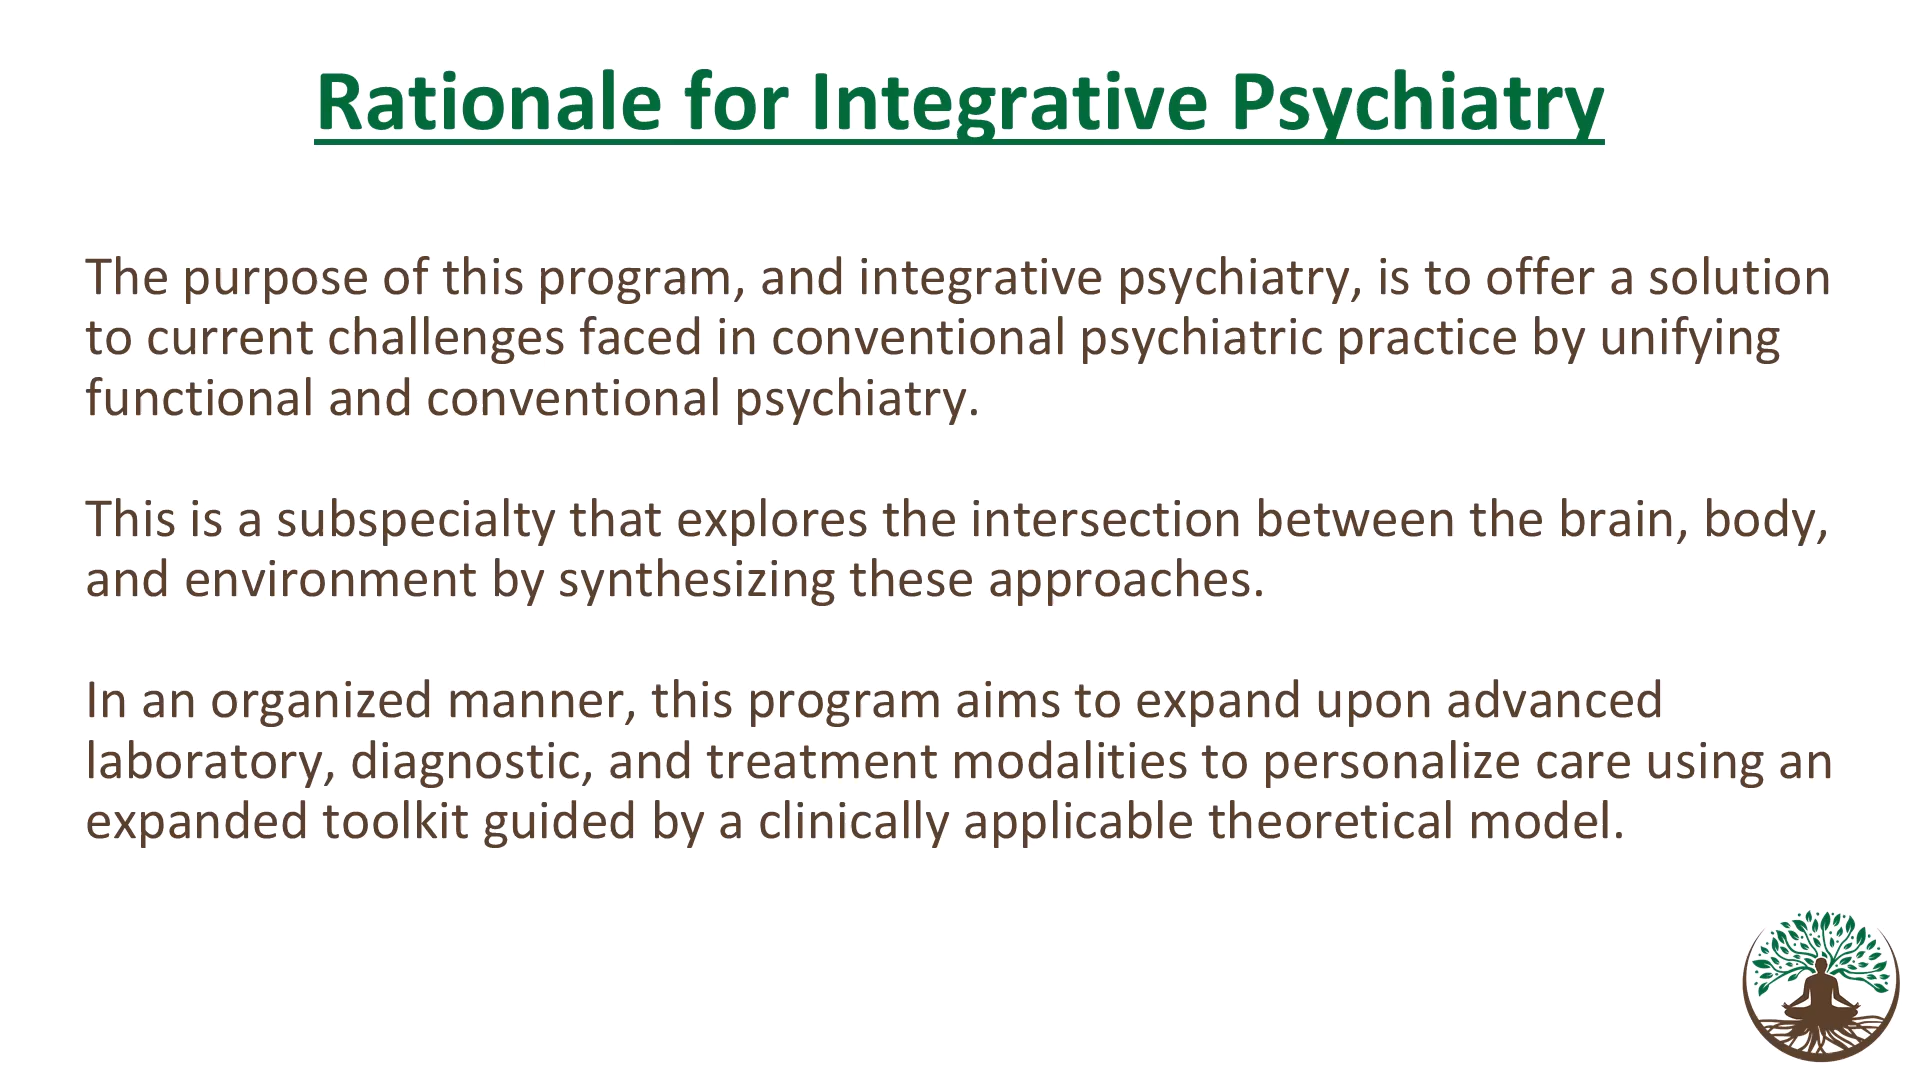 Rationale for Integrative Psychiatry
The purpose of this program, and integrative psychiatry, is to offer a solution
to current challenges faced in conventional psychiatric practice by unifying
functional and conventional psychiatry.
This is a subspecialty that explores the intersection between the brain, body,
and environment by synthesizing these approaches.
In an organized manner, this program aims to expand upon advanced
laboratory, diagnostic, and treatment modalities to personalize care using an
expanded toolkit guided by a clinically applicable theoretical model.